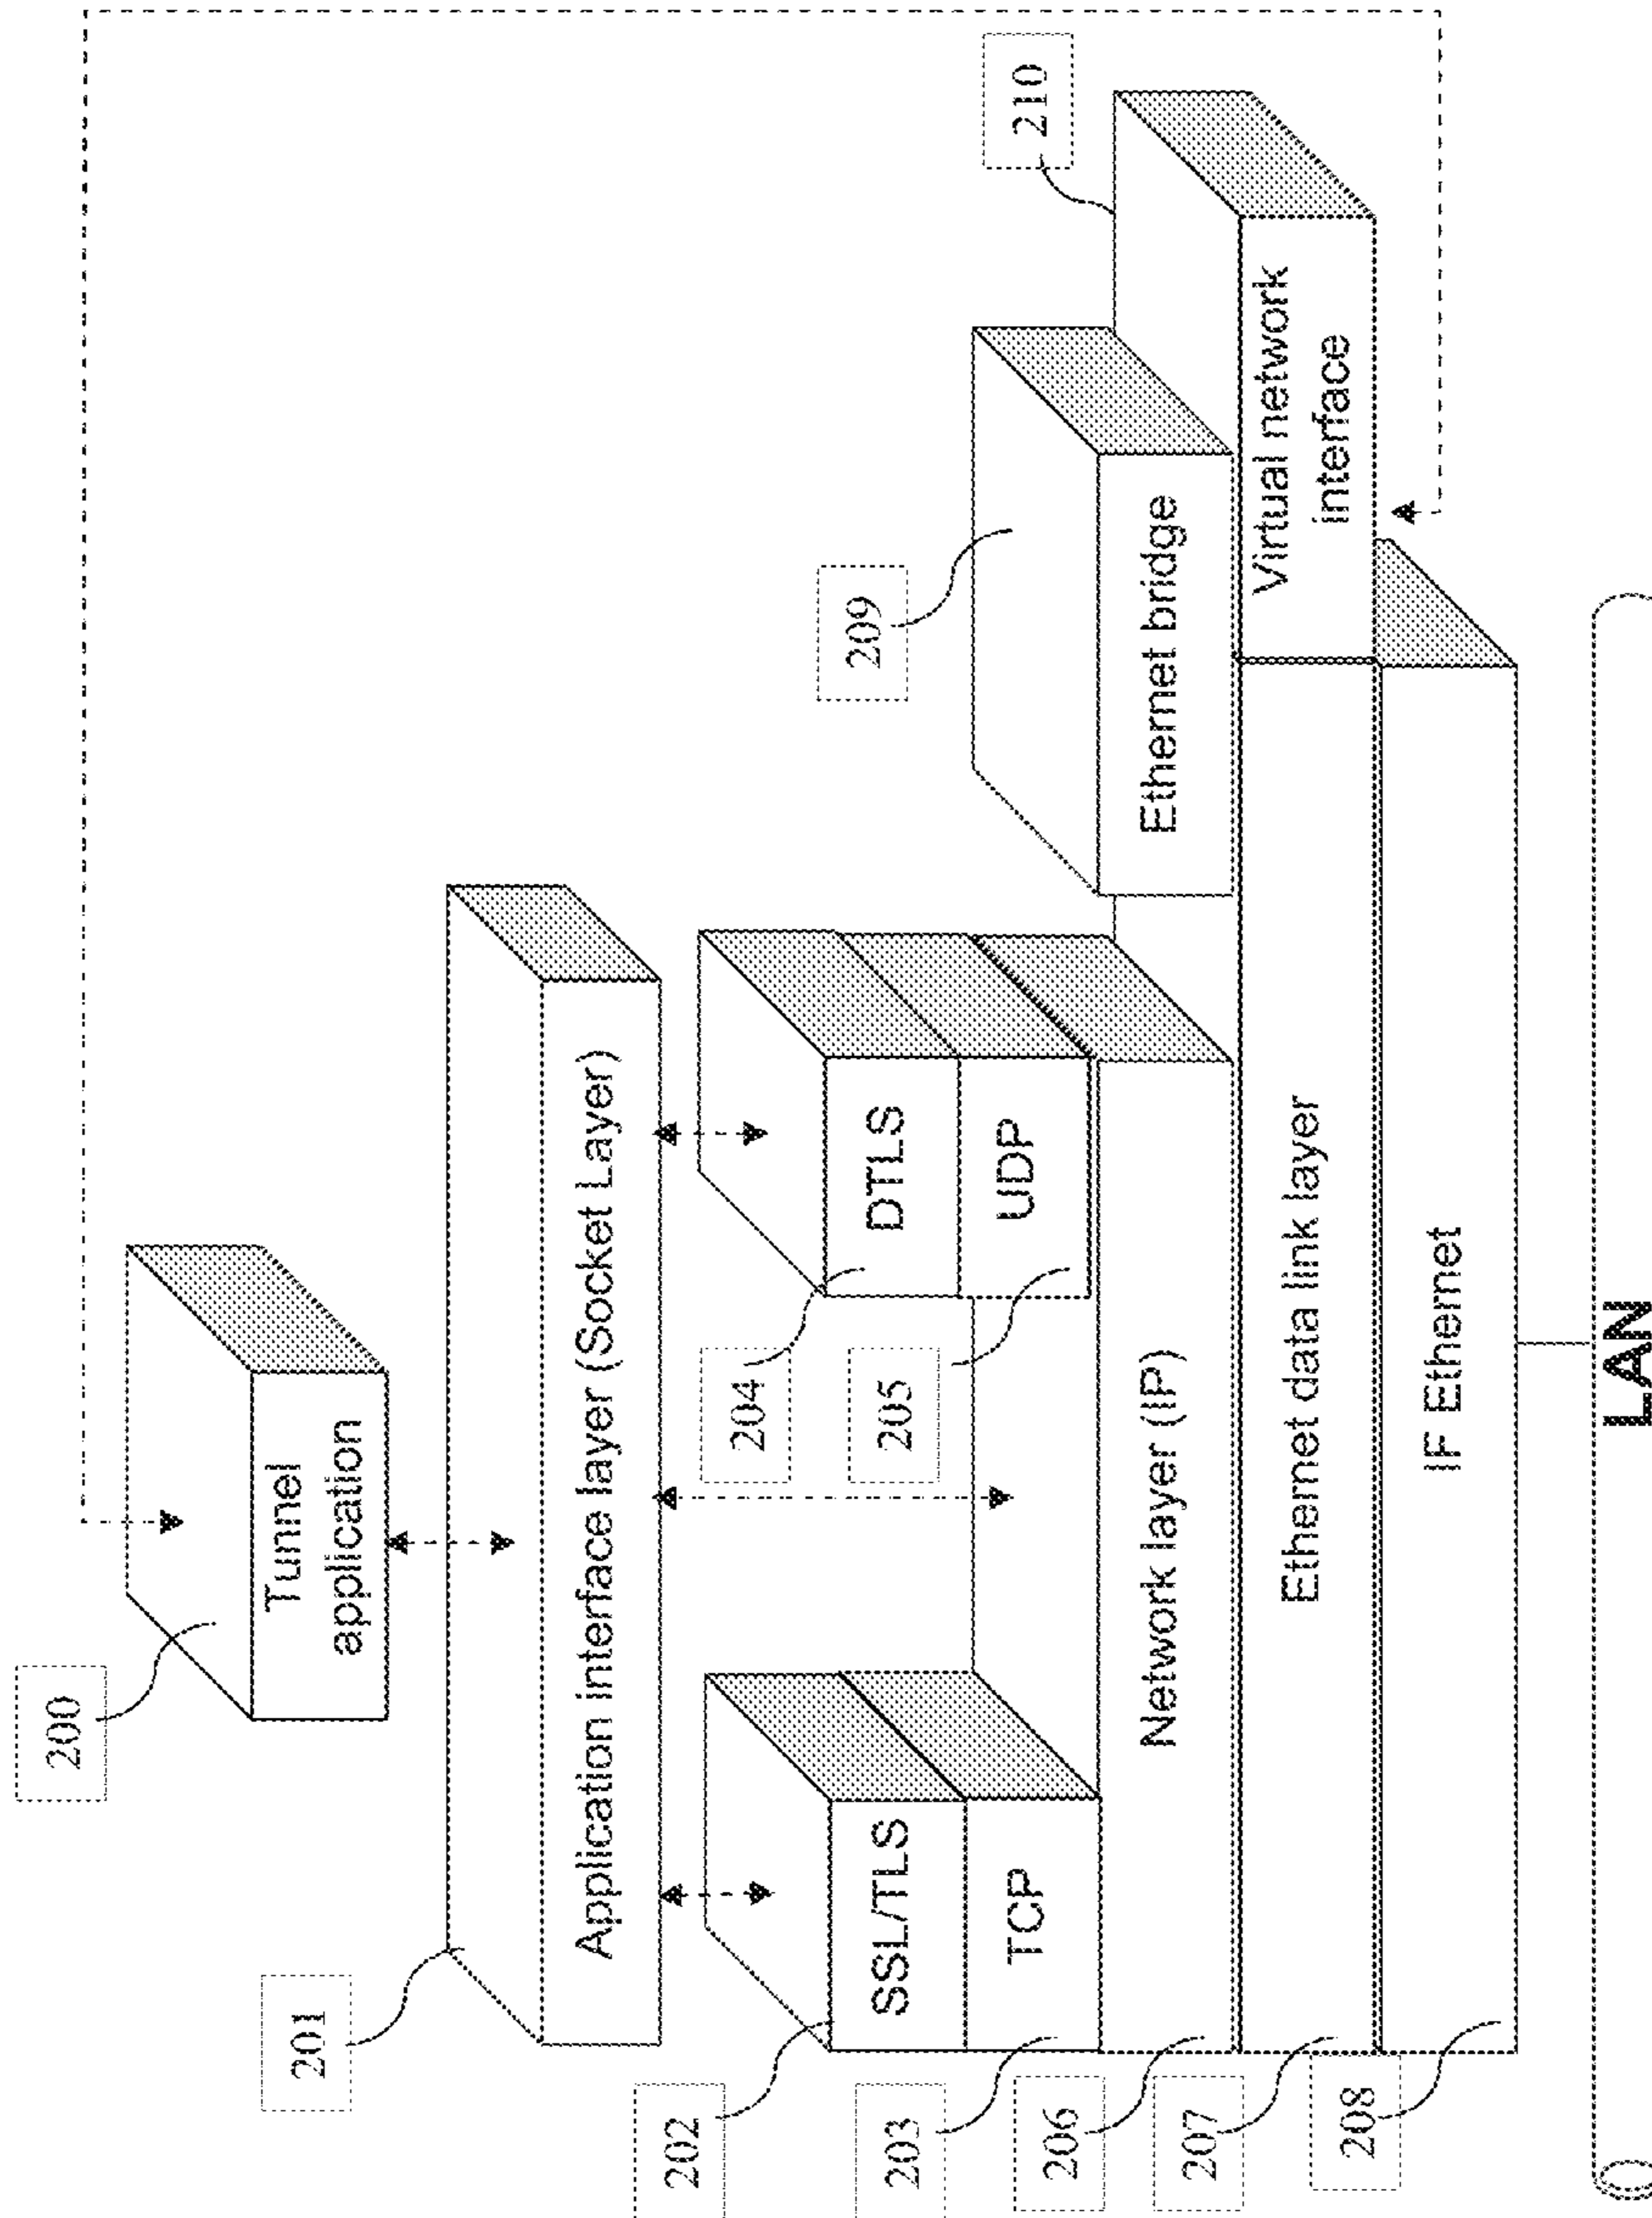 200
Tunnel
application
201
Application interface layer (Socket Layer)
202
SSL/TLS
204
DTLS
209
203
TCP
205
UDP
210
206
Network layer (IP)
Ethernet bridge
207
Ethernet data link layer
Virtual network
interface
208
IF Ethernet
LAN